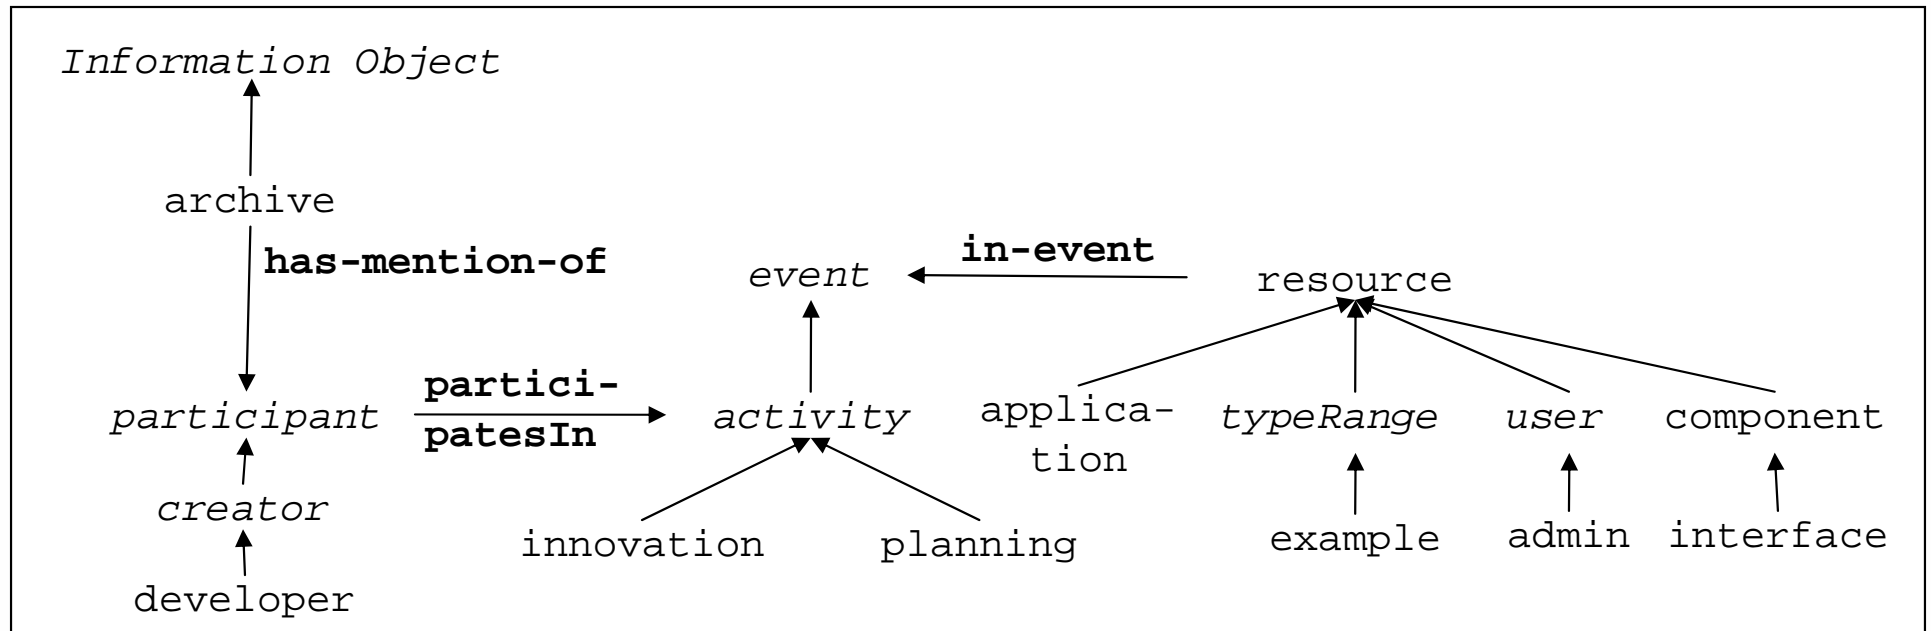 Information Object
archive
has-mention-of
event
in-event
resource
participant
partici-
patesIn
activity
applica-
tion
typeRange
user
component
creator
innovation
planning
example
admin
interface
developer